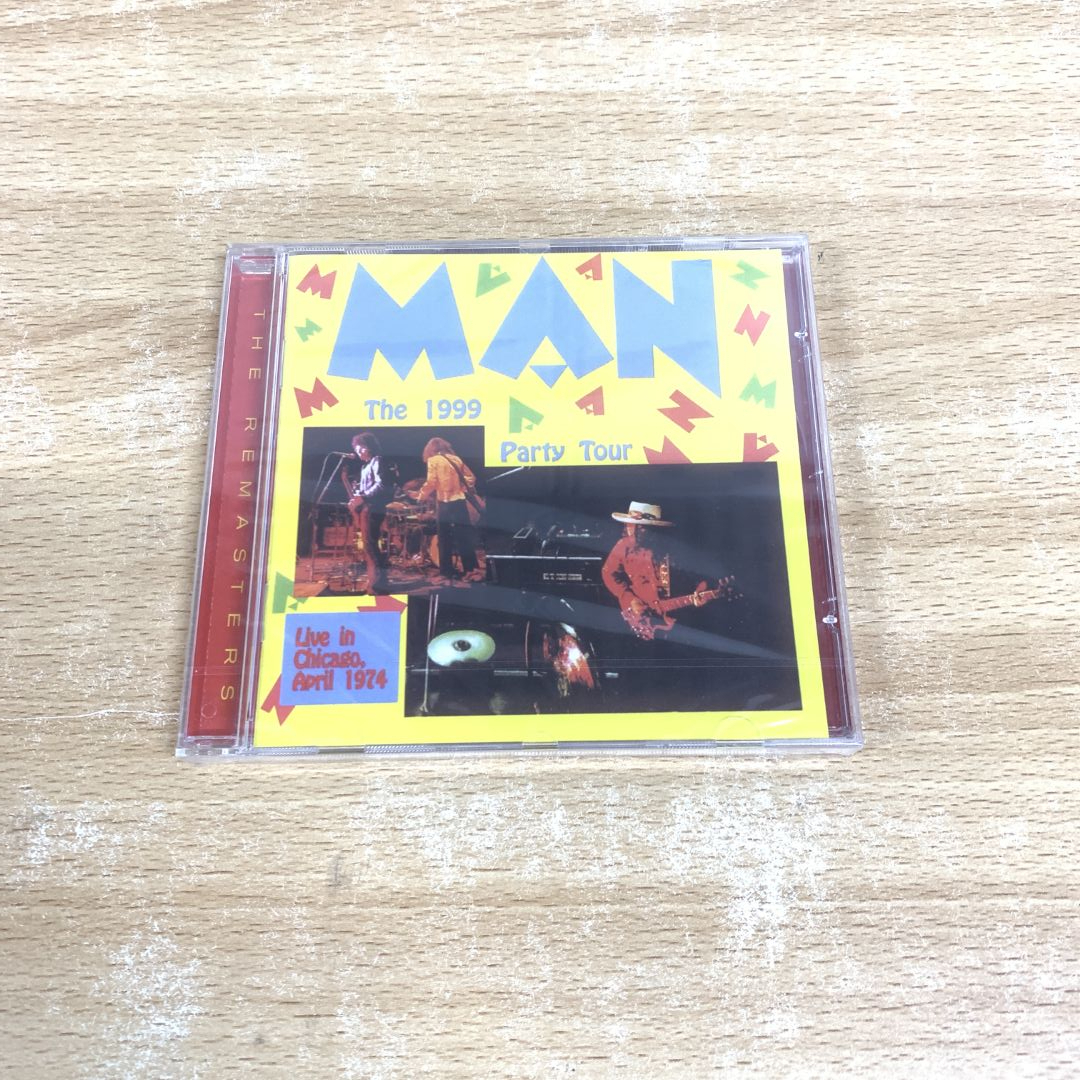 THE REMASTERS
MAN
The 1999
Party Tour
Live in
Chicago,
April 1974